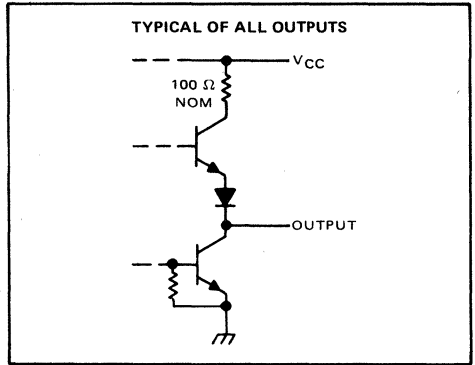 TYPICAL OF ALL OUTPUTS
VCC
100 Ω
NOM
OUTPUT